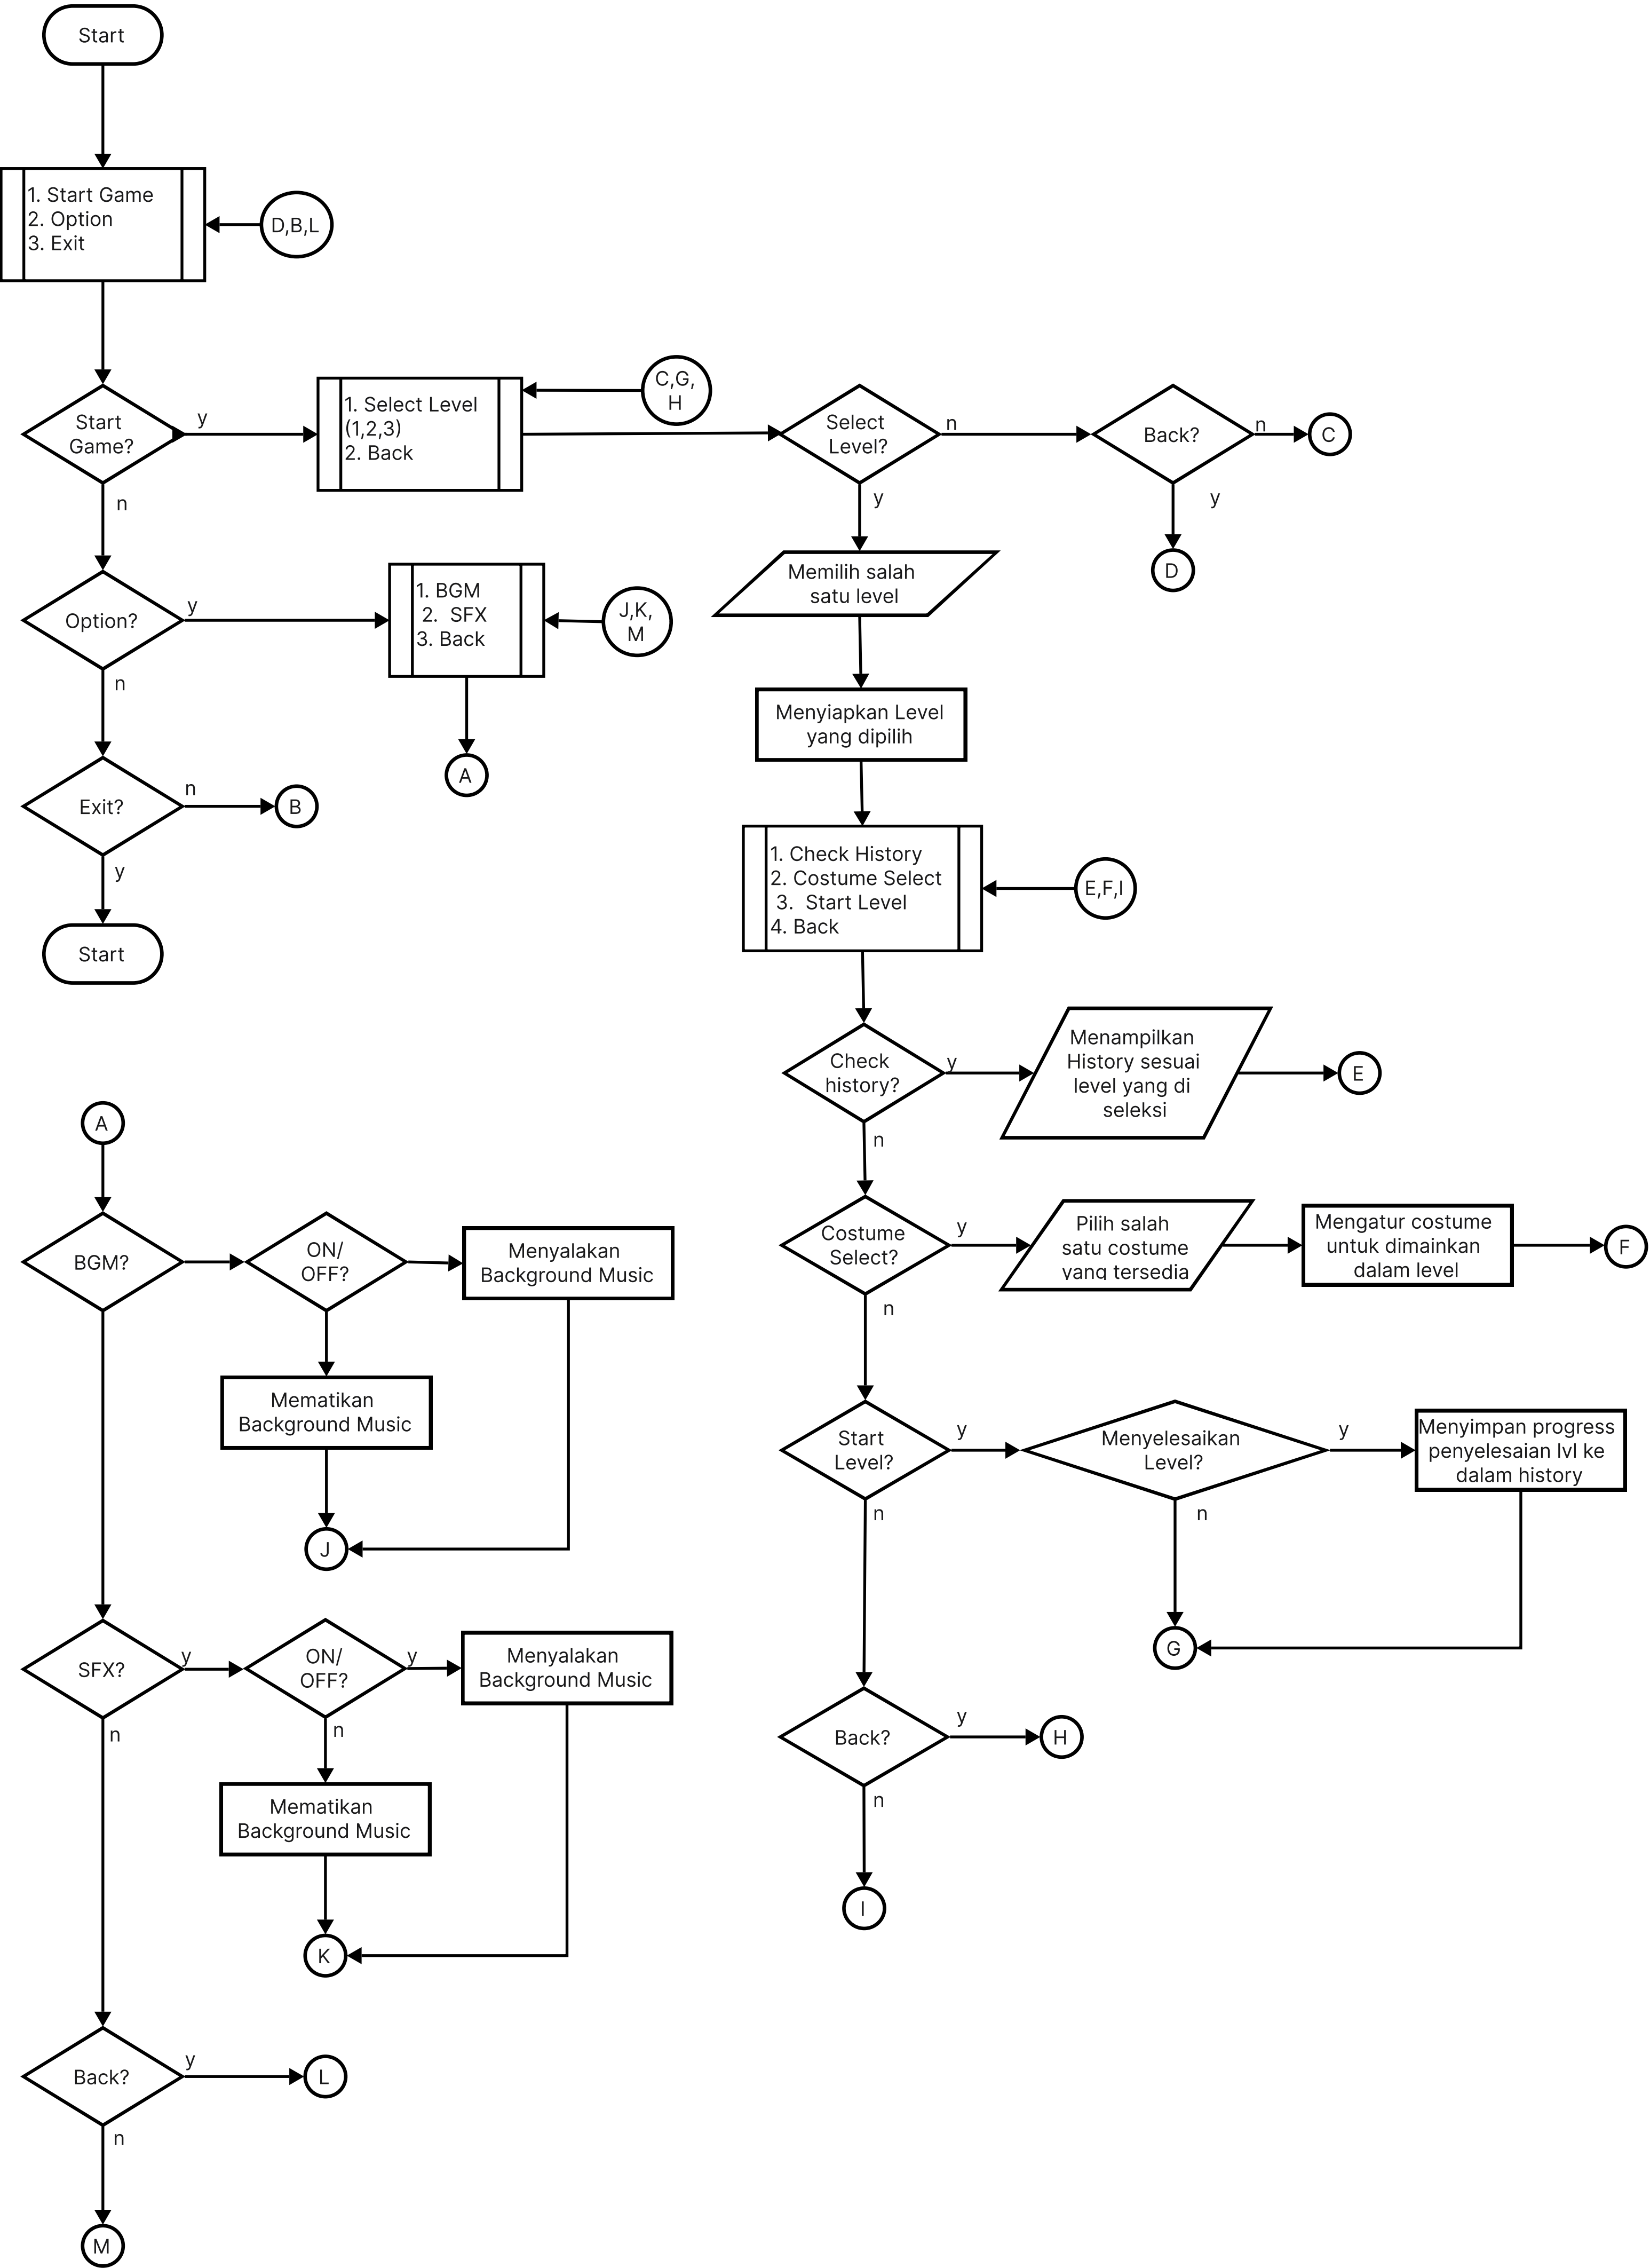 Start
1. Start Game
2. Option
3. Exit
D,B,L
Start
Game?
y
n
1. Select Level
(1,2,3)
2. Back
C,G,
H
Select
Level?
n
y
Back?
n
C
y
D
Option?
y
n
1. BGM
2. SFX
3. Back
J,K,
M
A
Exit?
n
B
y
Start
Memilih salah
satu level
Menyiapkan Level
yang dipilih
1. Check History
2. Costume Select
3. Start Level
4. Back
E,F,I
Check
history?
y
n
Menampilkan
History sesuai
level yang di
seleksi
E
Costume
Select?
y
n
Pilih salah
satu costume
yang tersedia
Mengatur costume
untuk dimainkan
dalam level
F
Start
Level?
y
n
Menyelesaikan
Level?
y
n
Menyimpan progress
penyelesaian lvl ke
dalam history
G
Back?
y
H
n
I
A
BGM?
ON/
OFF?
Menyalakan
Background Music
Mematikan
Background Music
J
SFX?
y
n
ON/
OFF?
y
n
Menyalakan
Background Music
Mematikan
Background Music
K
Back?
y
L
n
M